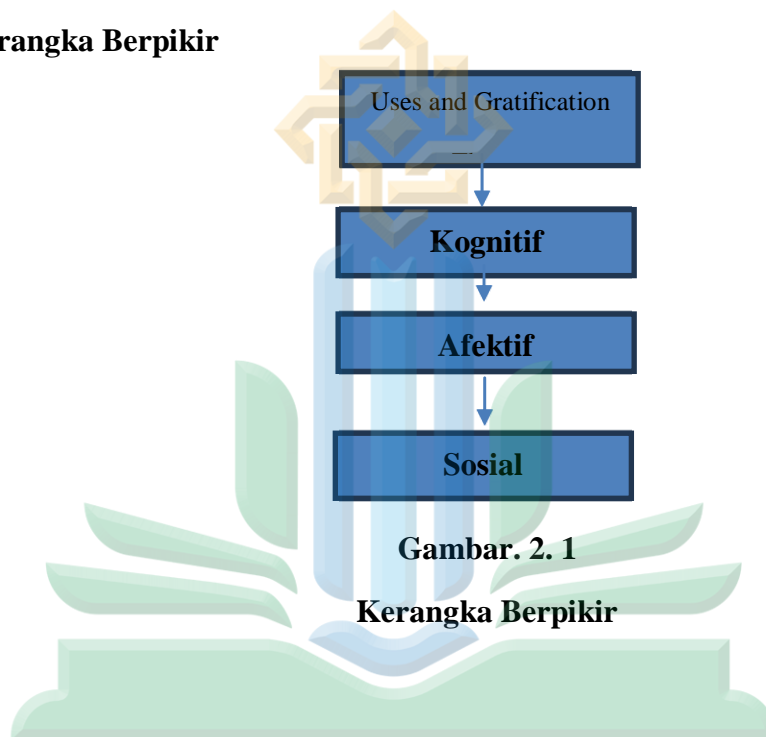 rangka Berpikir
Uses and Gratification
Kognitif
Afektif
Sosial
Gambar. 2. 1
Kerangka Berpikir